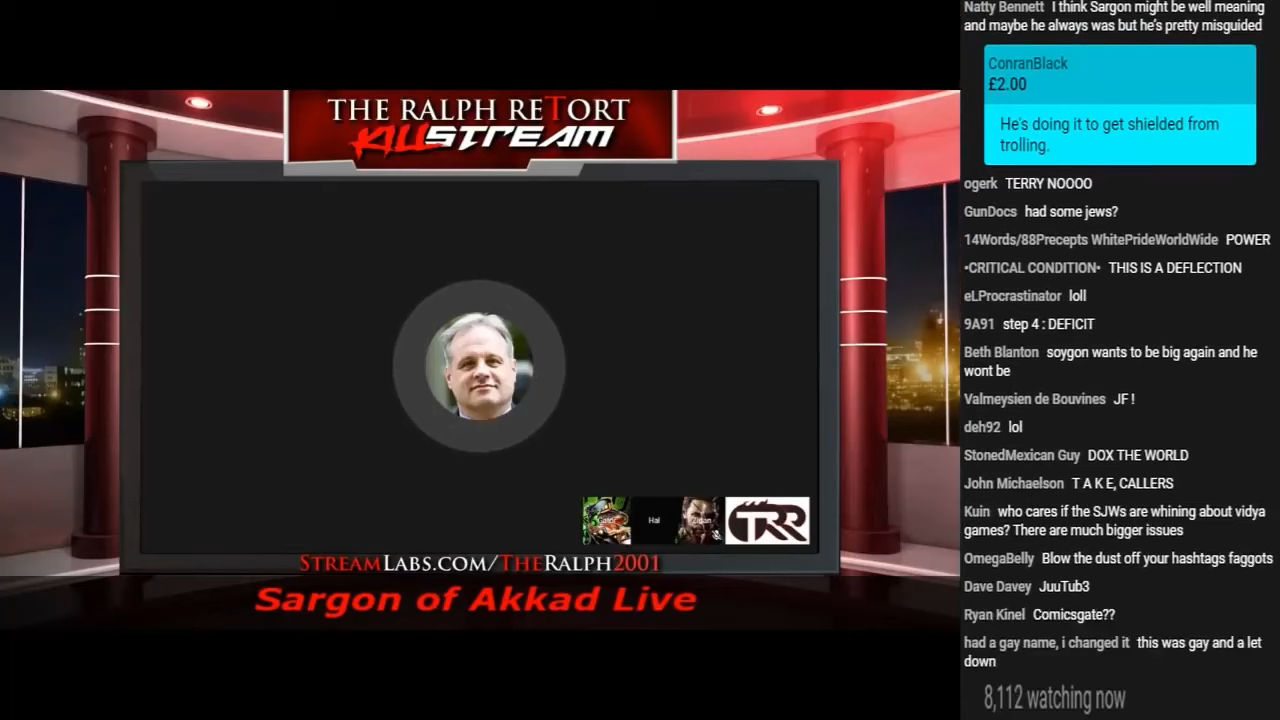 THE RALPH RETORT
KILLSTREAM
Hal
TRR
STREAMLABS.COM/THERALPH2001
Sargon of Akkad Live
Natty Bennett I think Sargon might be well meaning
and maybe he always was but he's pretty misguided
ConranBlack
£2.00
He's doing it to get shielded from
trolling.
ogerk TERRY NOOOO
GunDocs had some jews?
14Words/88Precepts WhitePrideWorldWide POWER
•CRITICAL CONDITION• THIS IS A DEFLECTION
eLProcrastinator loll
9A91 step 4 : DEFICIT
Beth Blanton soygon wants to be big again and he
wont be
Valmeysien de Bouvines JF !
deh92 lol
StonedMexican Guy DOX THE WORLD
John Michaelson T A K E, CALLERS
Kuin who cares if the SJWs are whining about vidya
games? There are much bigger issues
OmegaBelly Blow the dust off your hashtags faggots
Dave Davey JuuTub3
Ryan Kinel Comicsgate??
had a gay name, i changed it this was gay and a let
down
8,112 watching now